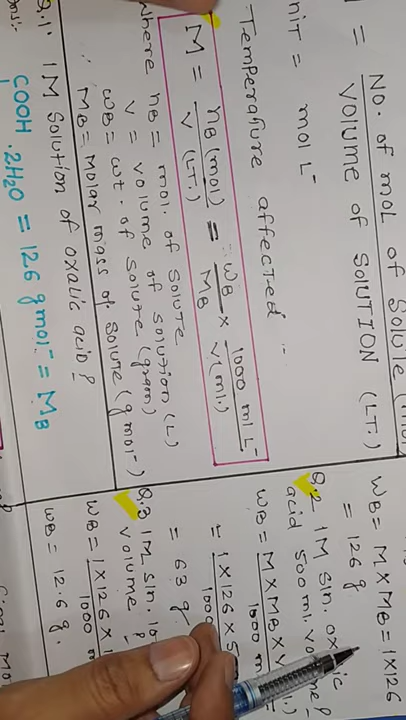 = No. of mol of Solute
Volume of SOLUTION (LT.)
UNIT = mol L⁻
Temperature affected :-
M = nB (mol) / V (LT.) = WB / MB × 1000 ml L⁻ / V (ml.)
where nB = mol. of Solute
V = volume of Solution (L)
WB = wt. of Solute (gram)
MB = Molar mass of Solute (g mol⁻)
Q.1" 1M Solution of oxalic acid?
COOH . 2H2O = 126 g mol⁻ = MB
WB = M × MB = 1 × 126
= 126 g
Q.2 1M Sln. ox
acid 500 ml. volume?
WB = M × MB × V
1000 m
= 1 × 126 × 5
1000
= 63 g
Q.3 1M sln. 10
volume
WB = 1 × 126 × 1
1000
WB = 12.6 g.